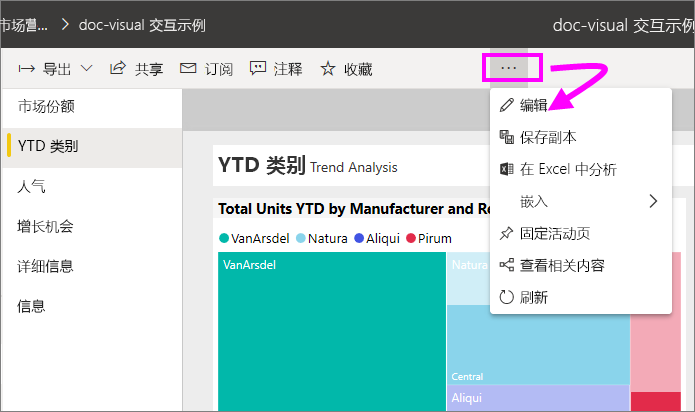 市场营... > doc-visual 交互示例
doc-visual 交互示例
导出 共享 订阅 注释 收藏 ...
市场份额
YTD 类别
人气
增长机会
详细信息
信息
编辑
保存副本
在 Excel 中分析
嵌入
固定活动页
查看相关内容
刷新
YTD 类别 Trend Analysis
Total Units YTD by Manufacturer and
VanArsdel Natura Aliqui Pirum
VanArsdel
Natura
Central
Aliqui